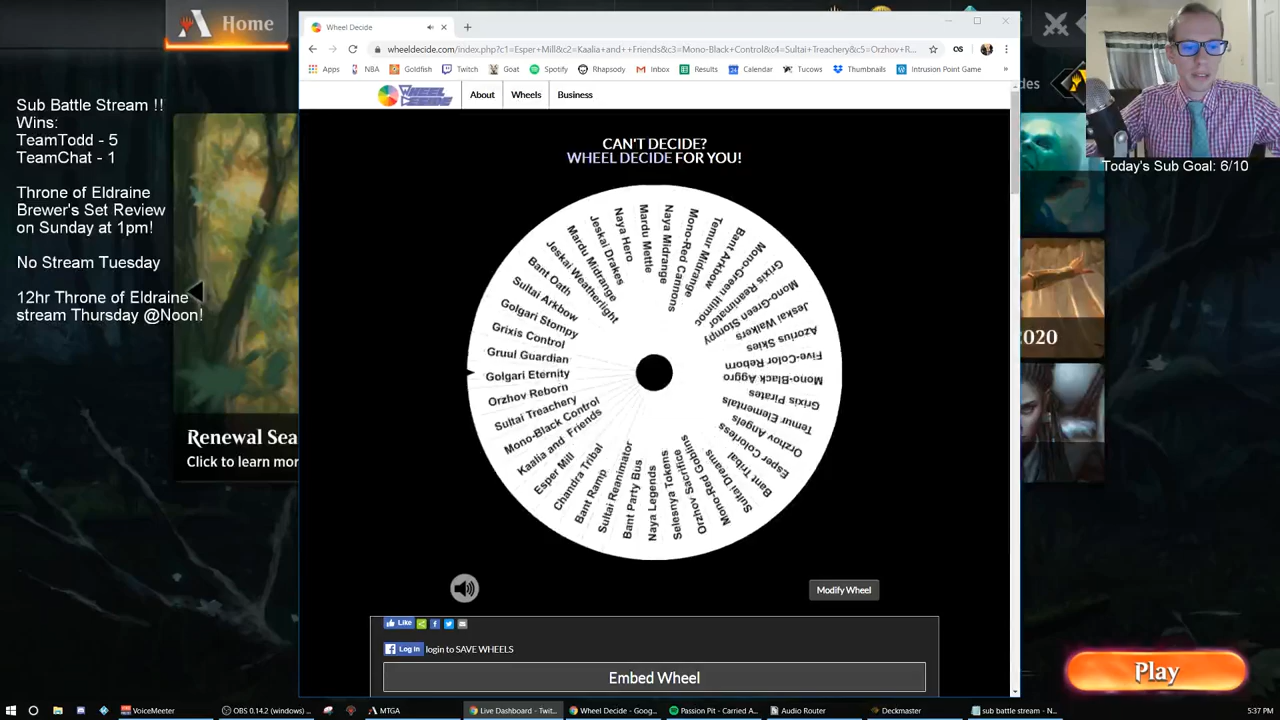 Home
Sub Battle Stream !!
Wins:
TeamTodd - 5
TeamChat - 1
Throne of Eldraine
Brewer's Set Review
on Sunday at 1pm!
No Stream Tuesday
12hr Throne of Eldraine
stream Thursday @Noon!
Renewal Sea
Click to learn mor
Wheel Decide
wheeldecide.com/index.php?c1=Esper+Mill&c2=Kaalia+and++Friends&c3=Mono-Black+Control&c4=Sultai+Treachery&c5=Orzhov+R...
OS
Apps NBA Goldfish Twitch Goat Spotify Rhapsody Inbox Results Calendar Tucows Thumbnails Intrusion Point Game »
WHEEL DECIDE About Wheels Business
CAN'T DECIDE?
WHEEL DECIDE FOR YOU!
Naya Midrange
Mono-Red Cannons
Temur Midrange
Bant Arkbow
Mono-Green Itlimoc
Grixis Reanimator
Mono-Green Stompy
Jeskai Walkers
Azorius Skies
Five-Color Reborn
Mono-Black Aggro
Grixis Pirates
Temur Elementals
Orzhov Angels
Esper Colorless
Bant Tribal
Sultai Dreams
Mono-Red Goblins
Orzhov Sacrifice
Selesnya Tokens
Naya Legends
Bant Party Bus
Sultai Reanimator
Bant Ramp
Chandra Tribal
Esper Mill
Kaalia and Friends
Mono-Black Control
Sultai Treachery
Orzhov Reborn
Golgari Eternity
Gruul Guardian
Grixis Control
Golgari Stompy
Sultai Arkbow
Bant Oath
Jeskai Weatherlight
Mardu Midrange
Jeskai Drakes
Naya Hero
Mardu Mettle
Modify Wheel
Like
Log in login to SAVE WHEELS
Embed Wheel
des
Today's Sub Goal: 6/10
2020
Play
VoiceMeeter OBS 0.14.2 (windows) ... MTGA Live Dashboard - Twit... Wheel Decide - Goog... Passion Pit - Carried A... Audio Router Deckmaster sub battle stream - N... 5:37 PM